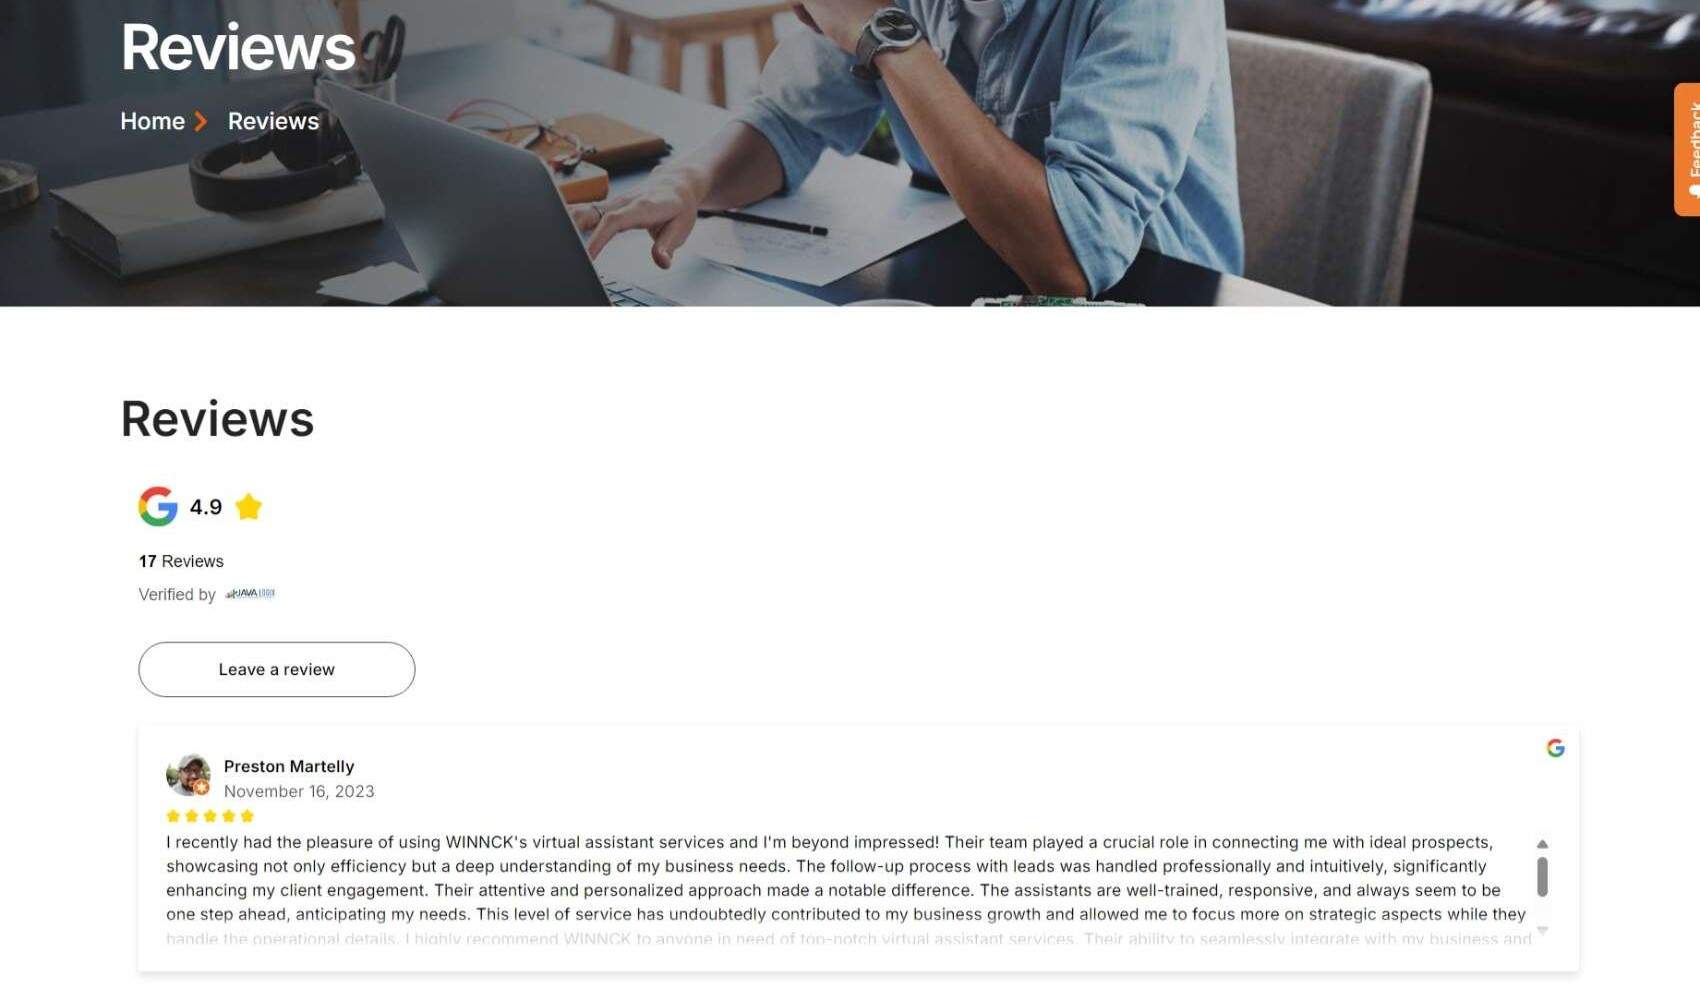 Reviews
Home Reviews
Feedback
Reviews
4.9
17 Reviews
Verified by JAVA LOGIX
Leave a review
Preston Martelly
November 16, 2023
I recently had the pleasure of using WINNCK's virtual assistant services and I'm beyond impressed! Their team played a crucial role in connecting me with ideal prospects,
showcasing not only efficiency but a deep understanding of my business needs. The follow-up process with leads was handled professionally and intuitively, significantly
enhancing my client engagement. Their attentive and personalized approach made a notable difference. The assistants are well-trained, responsive, and always seem to be
one step ahead, anticipating my needs. This level of service has undoubtedly contributed to my business growth and allowed me to focus more on strategic aspects while they
handle the operational details. I highly recommend WINNCK to anyone in need of top-notch virtual assistant services. Their ability to seamlessly integrate with my business and